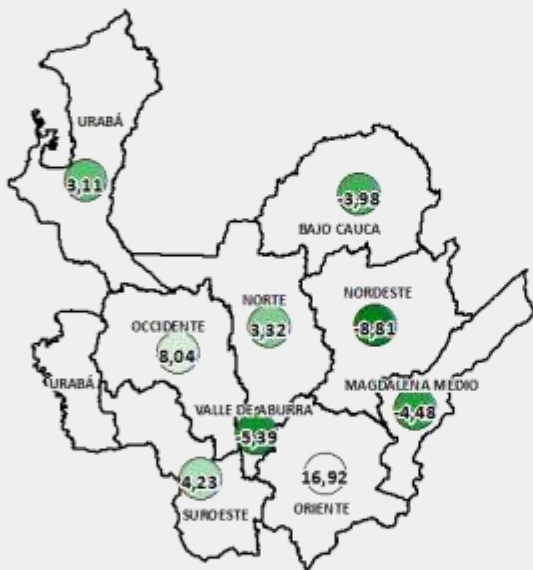 URABÁ
3,11
-3,98
BAJO CAUCA
NORTE
3,32
NORDESTE
-8,81
OCCIDENTE
8,04
URABÁ
MAGDALENA MEDIO
-4,48
VALLE DE ABURRA
-5,39
4,23
SUROESTE
16,92
ORIENTE